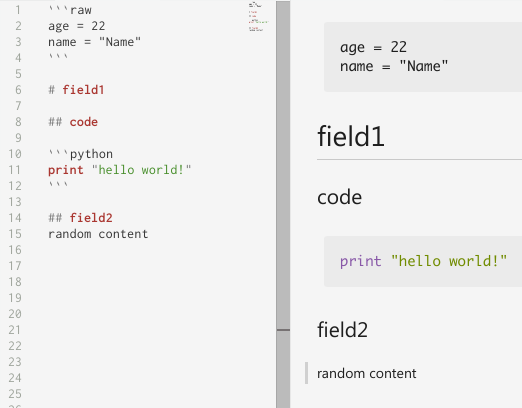 1 ```raw
2 age = 22
3 name = "Name"
4 ```
5
6 # field1
7
8 ## code
9
10 ```python
11 print "hello world!"
12 ```
13
14 ## field2
15 random content
16
17
18
19
20
21
22
23
24
25
26
age = 22
name = "Name"
field1
code
print "hello world!"
field2
random content